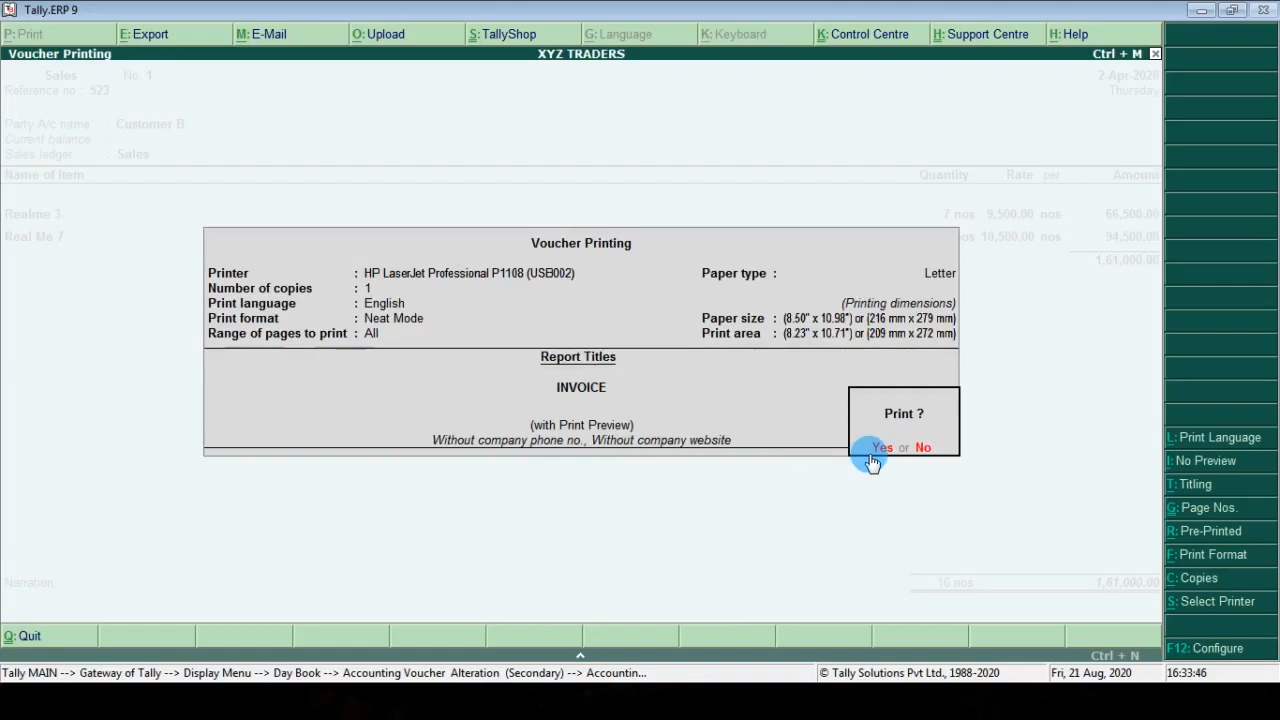 Tally.ERP 9
P: Print E: Export M: E-Mail O: Upload S: TallyShop G: Language K: Keyboard K: Control Centre H: Support Centre H: Help
Voucher Printing XYZ TRADERS Ctrl + M
Sales No. 1 2-Apr-2020
Reference no.: 523 Thursday
Party A/c name : Customer B
Current balance :
Sales ledger : Sales
Name of Item Quantity Rate per Amount
Realme 3 7 nos 9,500.00 nos 66,500.00
Real Me 7 nos 10,500.00 nos 94,500.00
1,61,000.00
Voucher Printing
Printer : HP LaserJet Professional P1108 (USB002) Paper type : Letter
Number of copies : 1
Print language : English (Printing dimensions)
Print format : Neat Mode Paper size : (8.50" x 10.98") or (216 mm x 279 mm)
Range of pages to print : All Print area : (8.23" x 10.71") or (209 mm x 272 mm)
Report Titles
INVOICE
Print ?
(with Print Preview)
Without company phone no., Without company website
Yes or No
L: Print Language
I: No Preview
T: Titling
G: Page Nos.
R: Pre-Printed
F: Print Format
C: Copies
S: Select Printer
F12: Configure
Narration 16 nos 1,61,000.00
Q: Quit
Ctrl + N
Tally MAIN --> Gateway of Tally --> Display Menu --> Day Book --> Accounting Voucher Alteration (Secondary) --> Accountin... © Tally Solutions Pvt Ltd., 1988-2020 Fri, 21 Aug, 2020 16:33:46